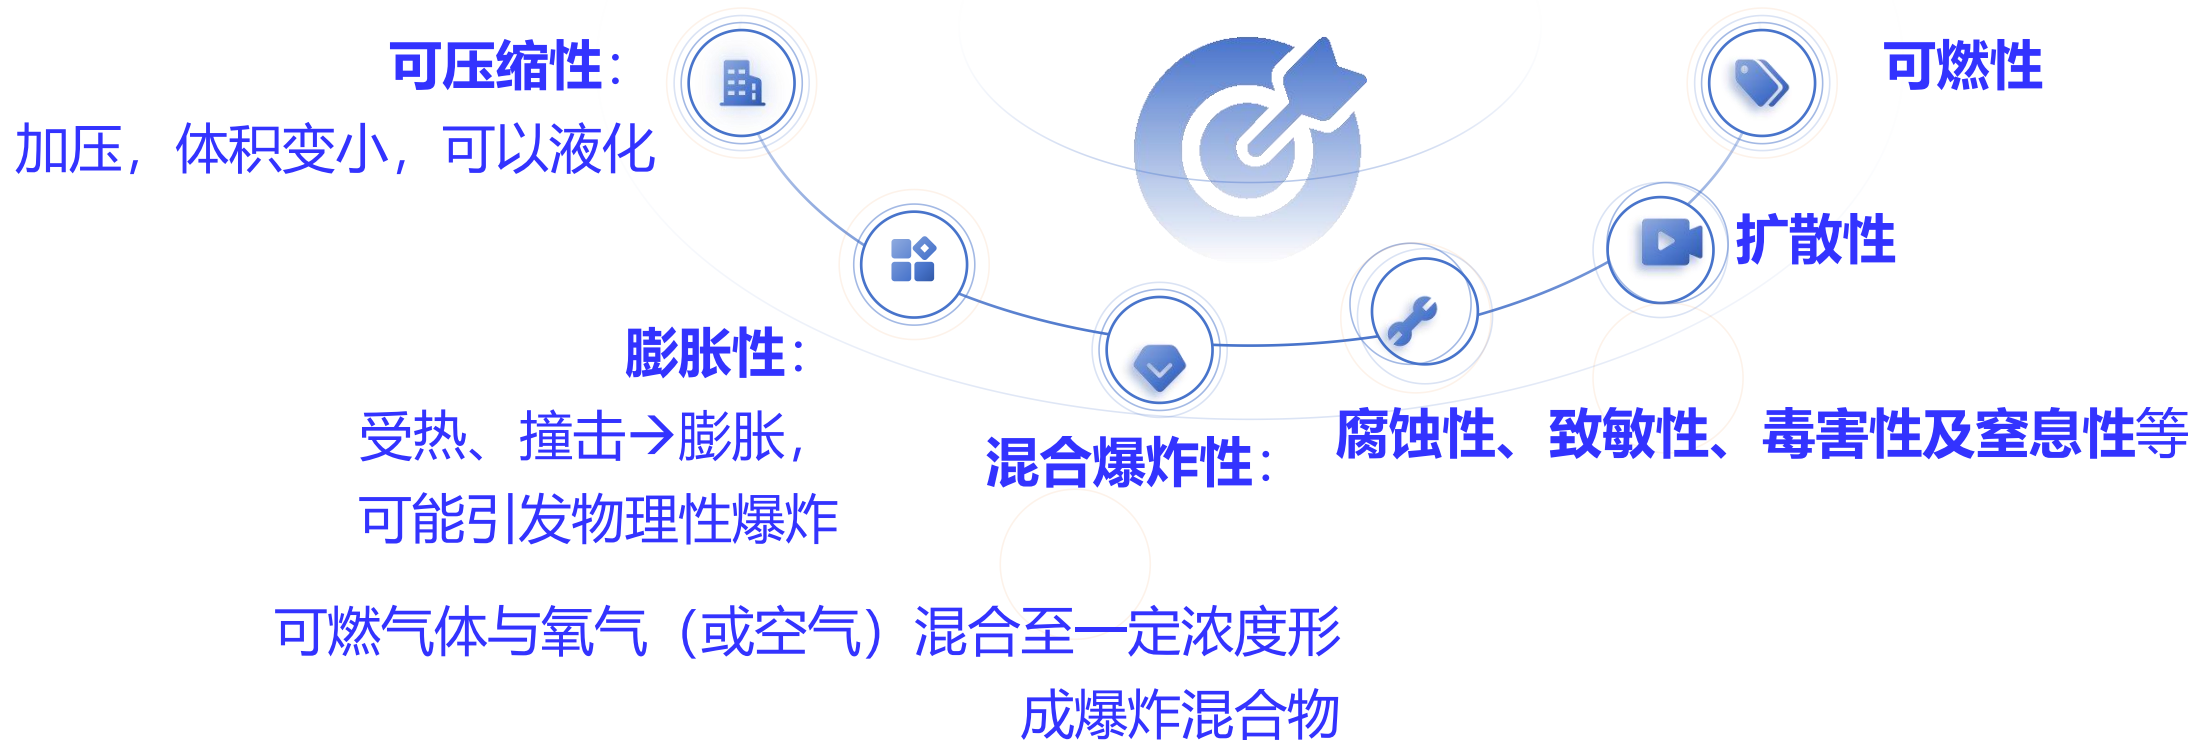 可压缩性：
加压，体积变小，可以液化
膨胀性：
受热、撞击→膨胀，
可能引发物理性爆炸
混合爆炸性：
可燃气体与氧气（或空气）混合至一定浓度形
成爆炸混合物
腐蚀性、致敏性、毒害性及窒息性等
扩散性
可燃性